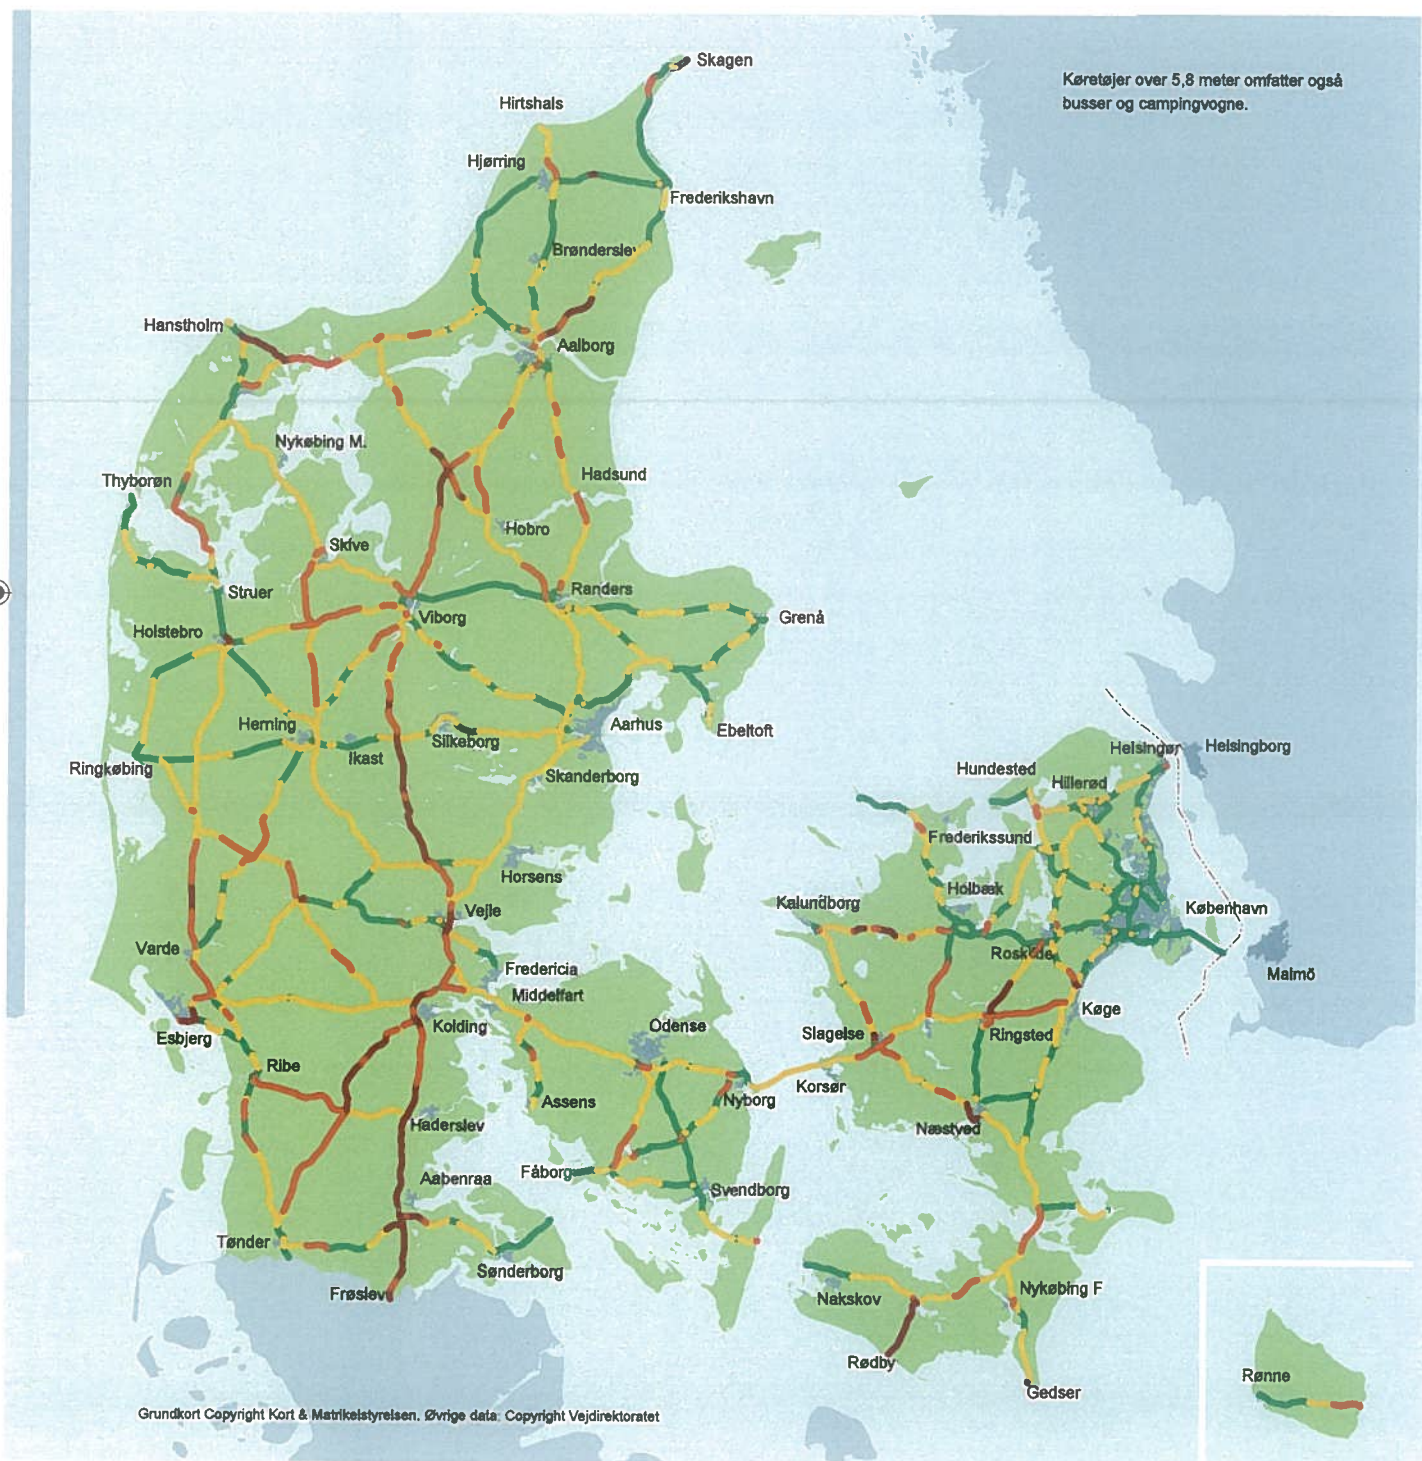 Skagen
Køretøjer over 5,8 meter omfatter også
busser og campingvogne.
Hirtshals
Hjørring
Frederikshavn
Brønderslev
Hanstholm
Aalborg
Nykøbing M.
Thyborøn
Hadsund
Hobro
Skive
Struer
Randers
Viborg
Grenå
Holstebro
Herning
Aarhus
Ebeltoft
Silkeborg
Ikast
Ringkøbing
Skanderborg
Helsingør
Helsingborg
Hundested
Hillerød
Frederikssund
Horsens
Holbæk
Kalundborg
København
Vejle
Varde
Roskilde
Malmö
Fredericia
Middelfart
Køge
Kolding
Odense
Slagelse
Ringsted
Esbjerg
Ribe
Korsør
Nyborg
Assens
Haderslev
Næstved
Fåborg
Aabenraa
Svendborg
Tønder
Sønderborg
Frøslev
Nakskov
Nykøbing F
Rødby
Rønne
Gedser
Grundkort Copyright Kort & Matrikelstyrelsen. Øvrige data: Copyright Vejdirektoratet